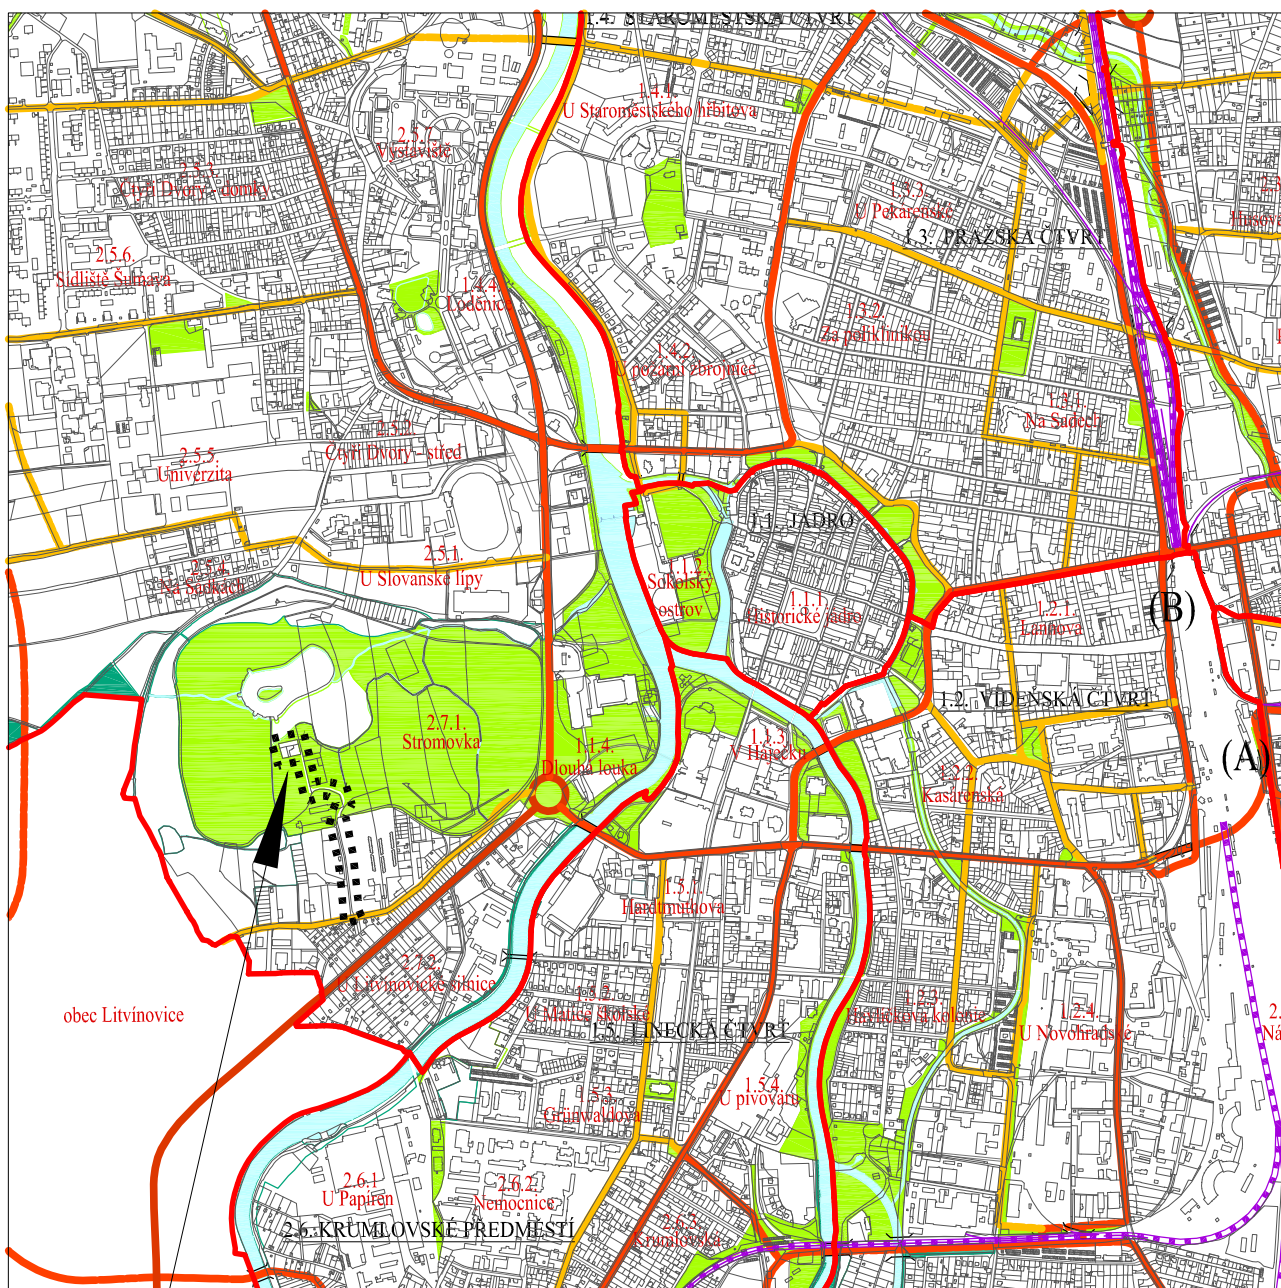 1.4. STAROMĚSTSKÁ ČTVRT
1.4.1.
U Staroměstského hřbitova
2.5.7.
Výstaviště
2.5.3.
Čtyři Dvory - domky
1.3.3.
U Pekárenské
1.3. PRAŽSKÁ ČTVRT
2.5.6.
Sídliště Šumava
1.4.4.
Loděnice
1.3.2.
Za poliklinikou
1.4.2.
U požární zbrojnice
1.3.1.
Na Sadech
2.5.2.
Čtyři Dvory - střed
2.5.5.
Univerzita
1.1. JÁDRO
2.5.1.
U Slovanské lípy
2.5.4.
Na Sádkách
1.1.2.
Sokolský
ostrov
1.1.1.
Historické jádro
1.2.1.
Lannova
(B)
1.2. VÍDEŇSKÁ ČTVRT
2.7.1.
Stromovka
1.1.4.
Dlouhá louka
1.1.3.
V Háječku
(A)
1.2.2.
Kasárenská
1.5.1.
Hardtmuthova
2.7.2.
U Litvínovické silnice
obec Litvínovice
1.5.2.
U Matice školské
1.5. LINECKÁ ČTVRT
1.2.3.
Havlíčkova kolonie
1.2.4.
U Novohradské
1.5.3.
Grünwaldova
1.5.4.
U pivovaru
2.6.1
U Papíren
2.6.2.
Nemocnice
2.6. KRUMLOVSKÉ PŘEDMĚSTÍ
2.6.3.
Krumlovská